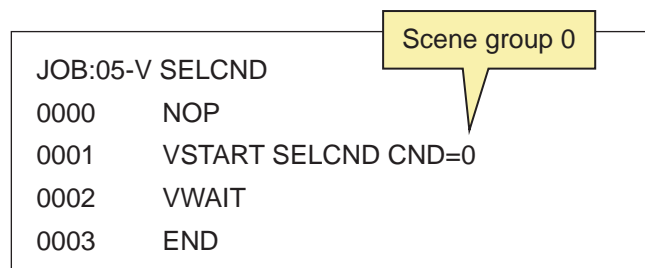 Scene group 0
JOB:05-V SELCND
0000 NOP
0001 VSTART SELCND CND=0
0002 VWAIT
0003 END